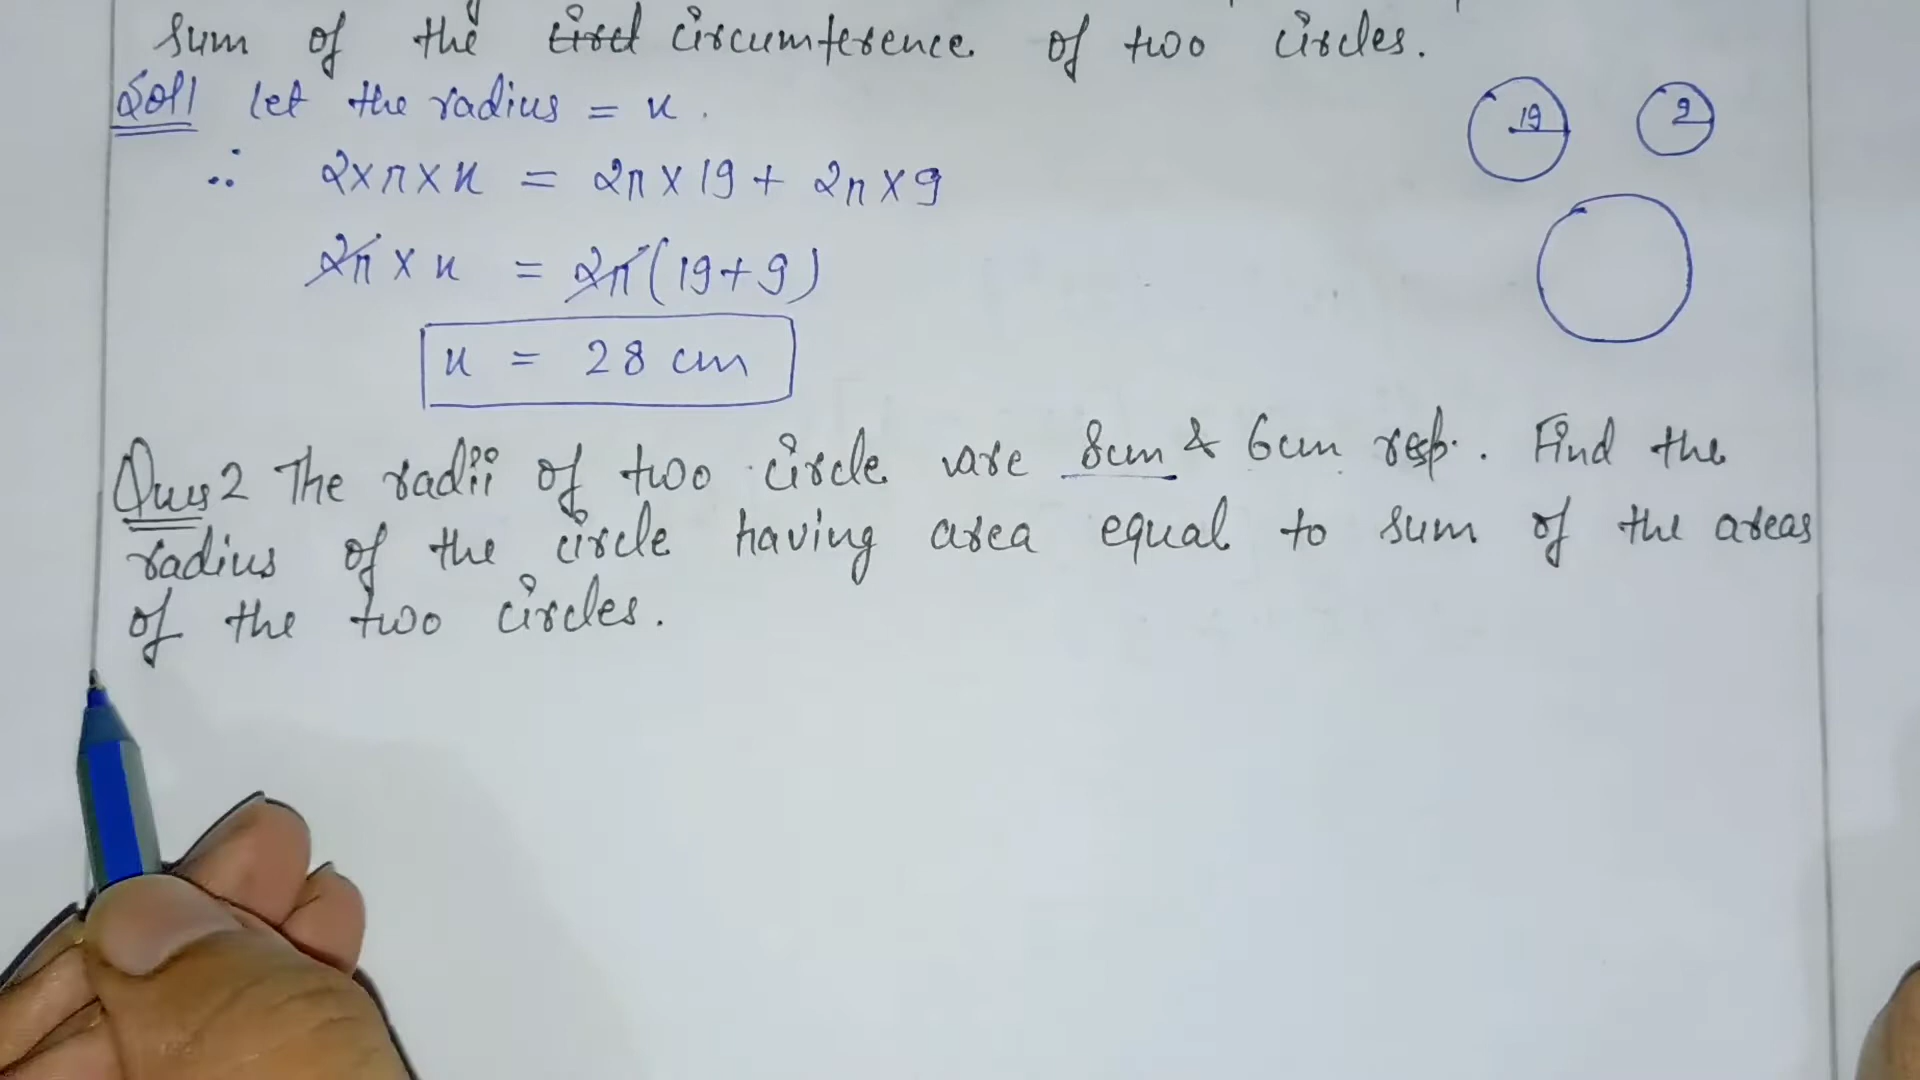 Sum of the circumference of two circles.
Sol1 let the radius = x.
19
9
∴ 2×π×x = 2π×19 + 2π×9
2π × x = 2π(19+9)
x = 28 cm
Ques2 The radii of two circle are 8cm & 6cm resp. Find the
radius of the circle having area equal to sum of the areas
of the two circles.